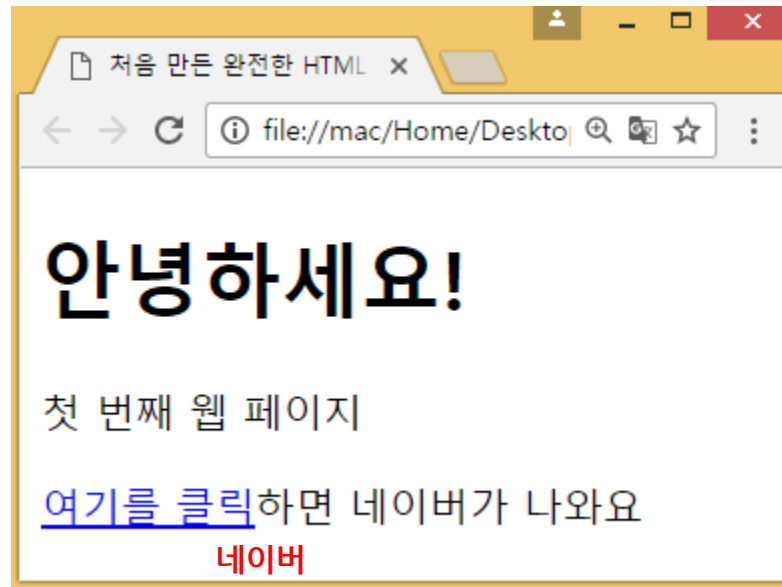 처음 만든 완전한 HTML
file://mac/Home/Deskto
안녕하세요!
첫 번째 웹 페이지
여기를 클릭하면 네이버가 나와요
네이버